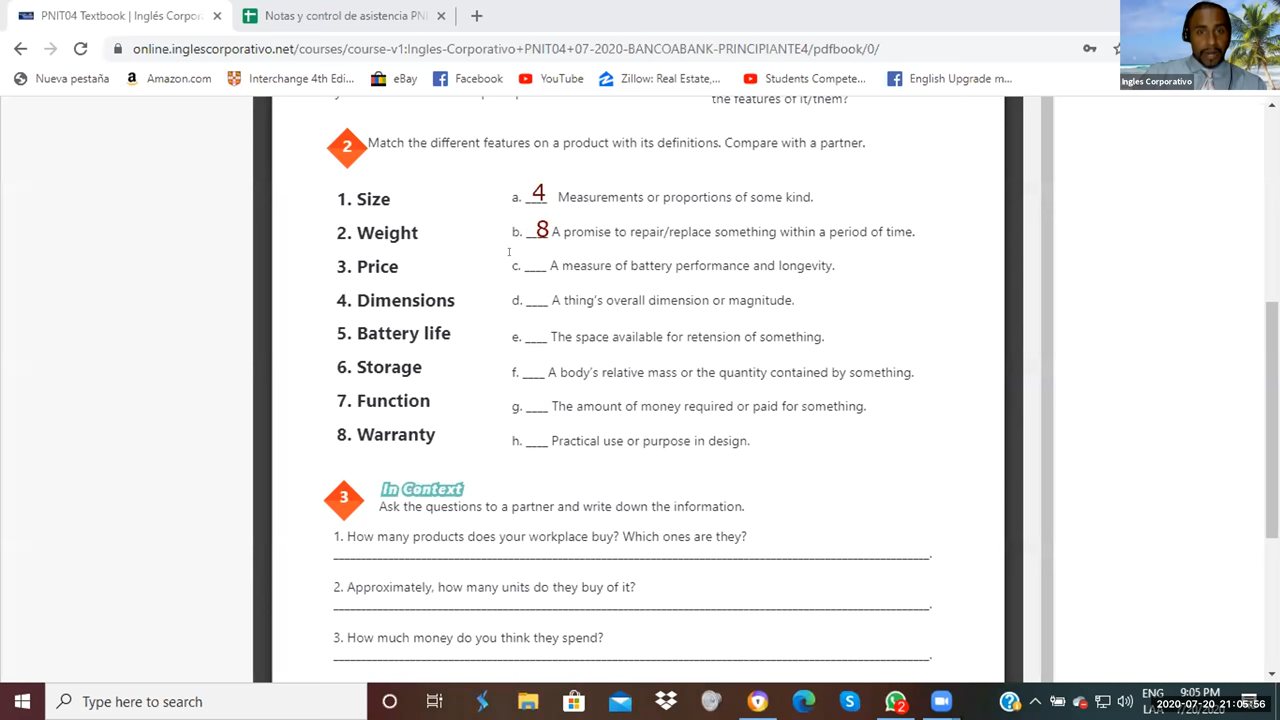 PNIT04 Textbook | Inglés Corpor
Notas y control de asistencia PNI
online.inglescorporativo.net/courses/course-v1:Ingles-Corporativo+PNIT04+07-2020-BANCOABANK-PRINCIPIANTE4/pdfbook/0/
Nueva pestaña
Amazon.com
Interchange 4th Edi...
eBay
Facebook
YouTube
Zillow: Real Estate,...
Students Compete...
English Upgrade m...
Ingles Corporativo
the features of it/them?
2 Match the different features on a product with its definitions. Compare with a partner.
1. Size a. 4 Measurements or proportions of some kind.
2. Weight b. 8 A promise to repair/replace something within a period of time.
3. Price c. ____ A measure of battery performance and longevity.
4. Dimensions d. ____ A thing's overall dimension or magnitude.
5. Battery life e. ____ The space available for retention of something.
6. Storage f. ____ A body's relative mass or the quantity contained by something.
7. Function g. ____ The amount of money required or paid for something.
8. Warranty h. ____ Practical use or purpose in design.
3 In Context
Ask the questions to a partner and write down the information.
1. How many products does your workplace buy? Which ones are they?
2. Approximately, how many units do they buy of it?
3. How much money do you think they spend?
Type here to search
2
ENG
9:05 PM
2020-07-20 21:05:56